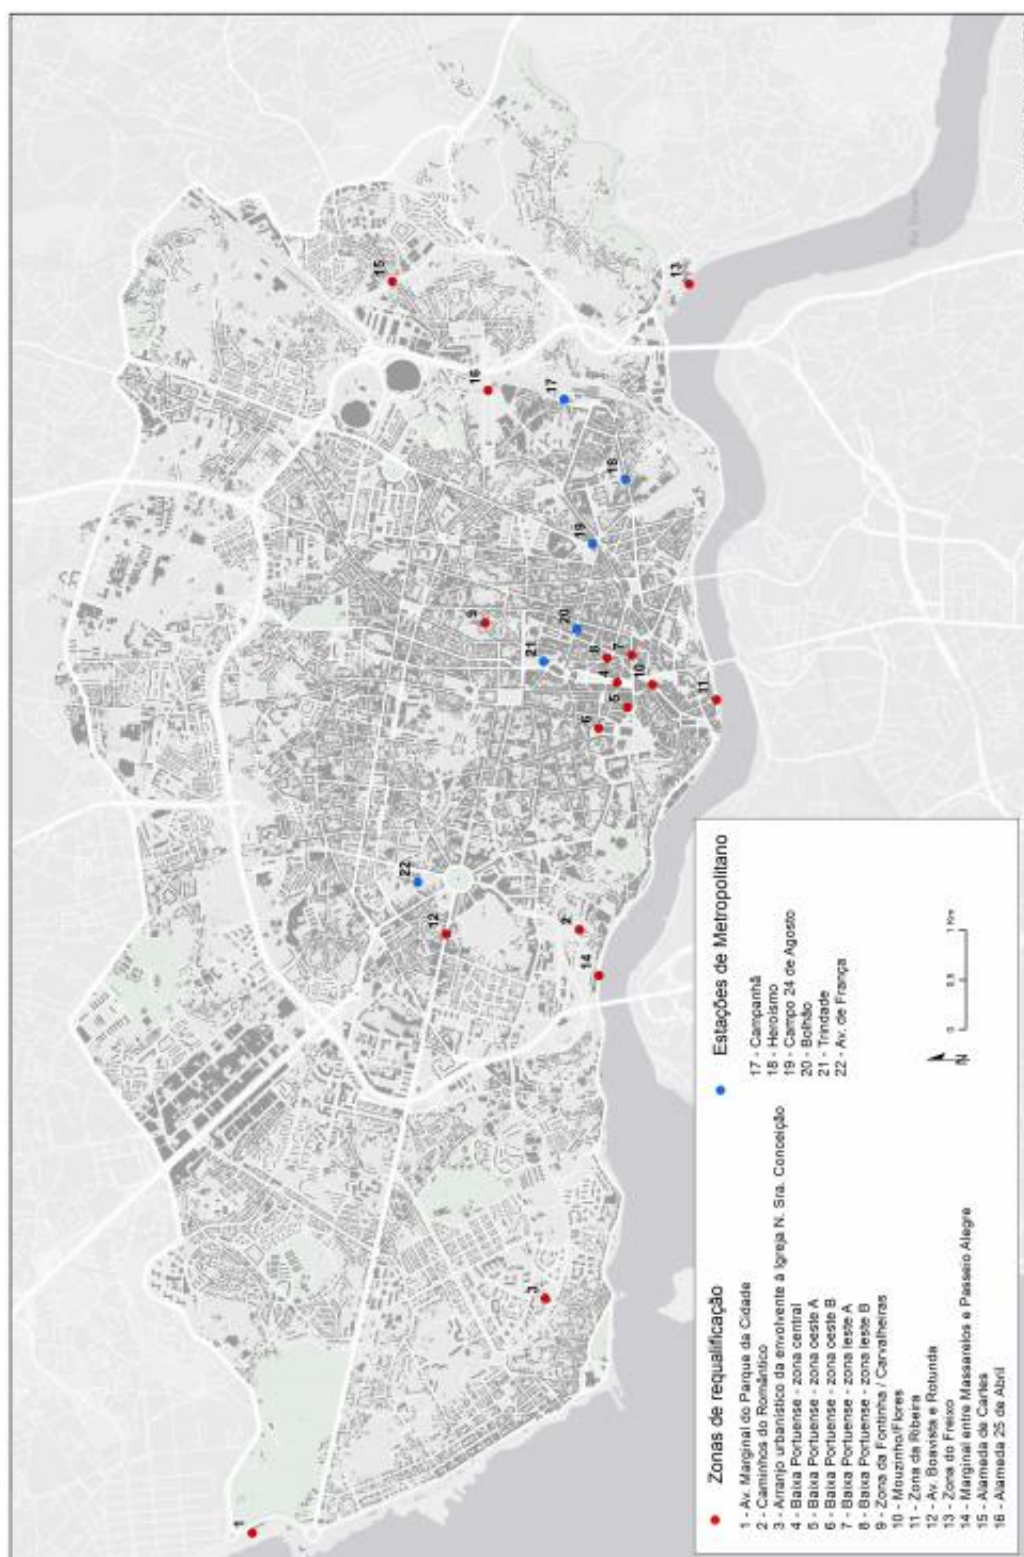 1
2
3
4
5
6
7
8
9
10
11
12
13
14
15
16
17
18
19
20
21
22
Zonas de requalificação
1 - Av. Marginal do Parque da Cidade
2 - Caminhos do Romântico
3 - Arranjo urbanístico da envolvente à Igreja N. Sra. Conceição
4 - Baixa Portuense - zona central
5 - Baixa Portuense - zona oeste A
6 - Baixa Portuense - zona oeste B
7 - Baixa Portuense - zona leste A
8 - Baixa Portuense - zona leste B
9 - Zona da Fontinha / Carvalheiras
10 - Mouzinho/Flores
11 - Zona da Ribeira
12 - Av. Boavista e Rotunda
13 - Zona do Freixo
14 - Marginal entre Massarelos e Passeio Alegre
15 - Alameda de Cartes
16 - Alameda 25 de Abril
Estações de Metropolitano
17 - Campanhã
18 - Heroísmo
19 - Campo 24 de Agosto
20 - Bolhão
21 - Trindade
22 - Av. de França
N
0 0,5 1 Km